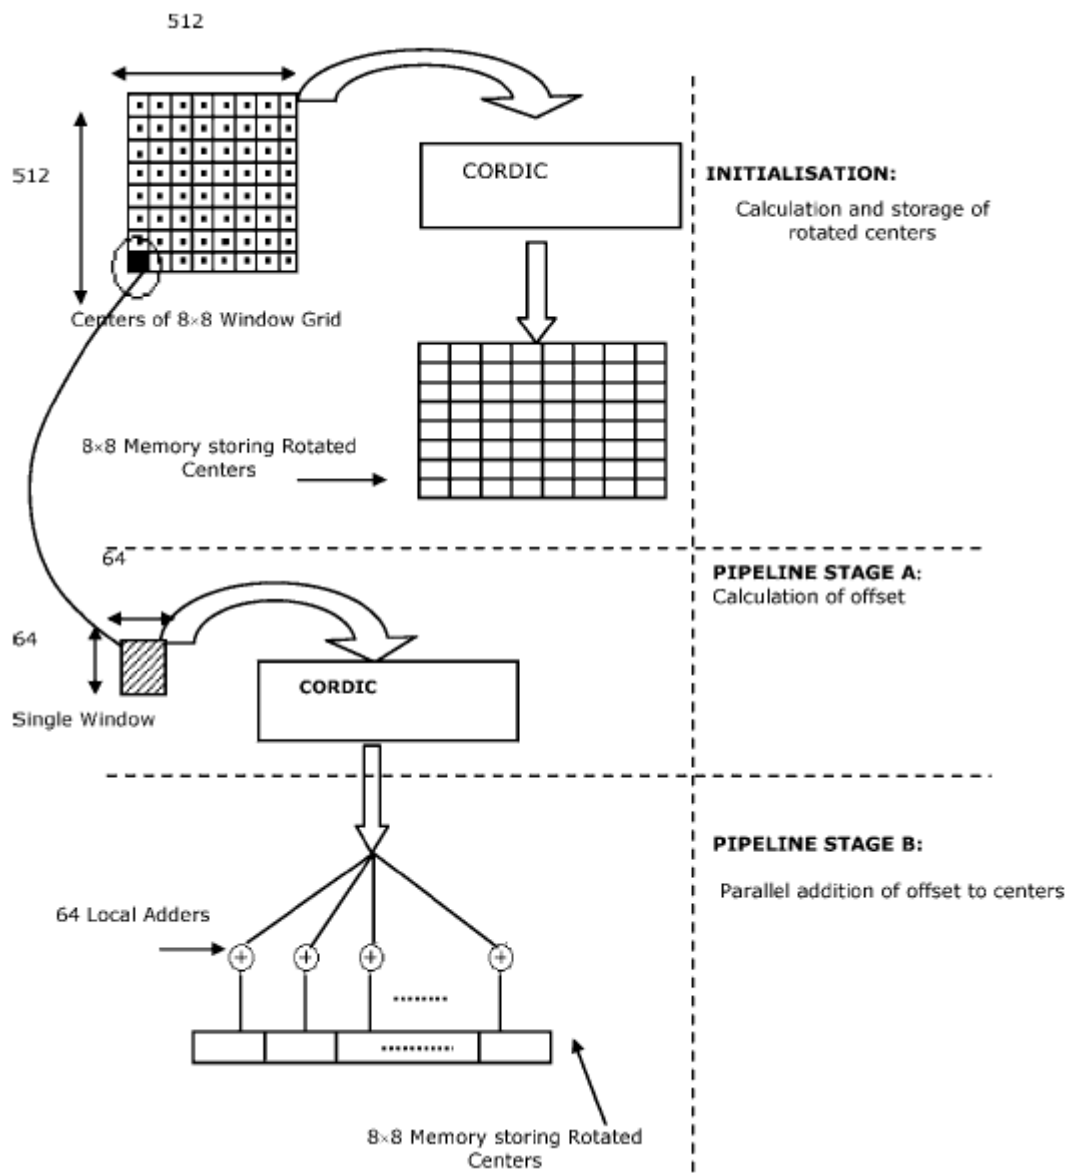 512
512
CORDIC
INITIALISATION:
Calculation and storage of
rotated centers
Centers of 8×8 Window Grid
8×8 Memory storing Rotated
Centers
64
PIPELINE STAGE A:
Calculation of offset
64
CORDIC
Single Window
PIPELINE STAGE B:
Parallel addition of offset to centers
64 Local Adders
+ + + +
8×8 Memory storing Rotated
Centers